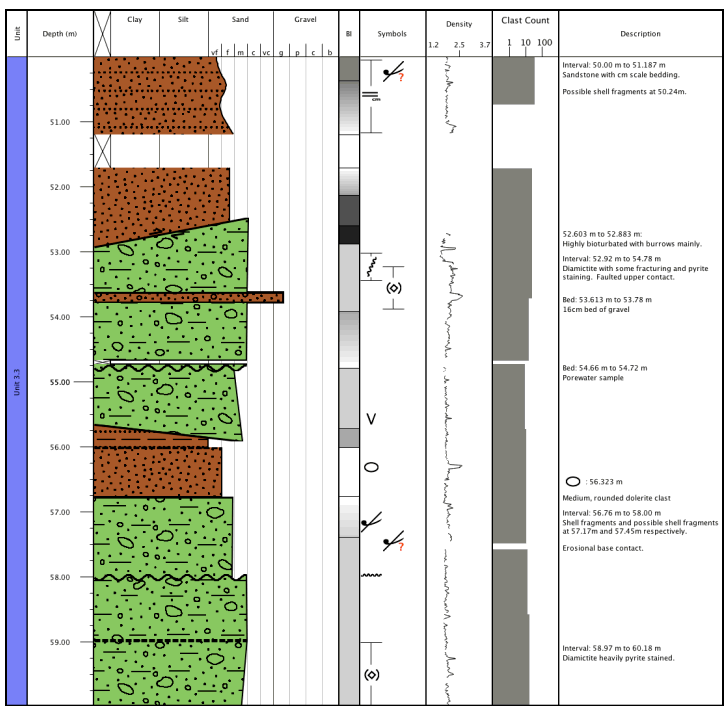 Unit
Depth (m)
Clay
Silt
Sand
Gravel
vf
f
m
c
vc
g
p
c
b
BI
Symbols
Density
1.2
2.5
3.7
Clast Count
1
10
100
Description
Unit 3.3
51.00
52.00
53.00
54.00
55.00
56.00
57.00
58.00
59.00
?
cm
V
?
Interval: 50.00 m to 51.187 m
Sandstone with cm scale bedding.
Possible shell fragments at 50.24m.
52.603 m to 52.883 m:
Highly bioturbated with burrows mainly.
Interval: 52.92 m to 54.78 m
Diamictite with some fracturing and pyrite
staining. Faulted upper contact.
Bed: 53.613 m to 53.78 m
16cm bed of gravel
Bed: 54.66 m to 54.72 m
Porewater sample
: 56.323 m
Medium, rounded dolerite clast
Interval: 56.76 m to 58.00 m
Shell fragments and possible shell fragments
at 57.17m and 57.45m respectively.
Erosional base contact.
Interval: 58.97 m to 60.18 m
Diamictite heavily pyrite stained.